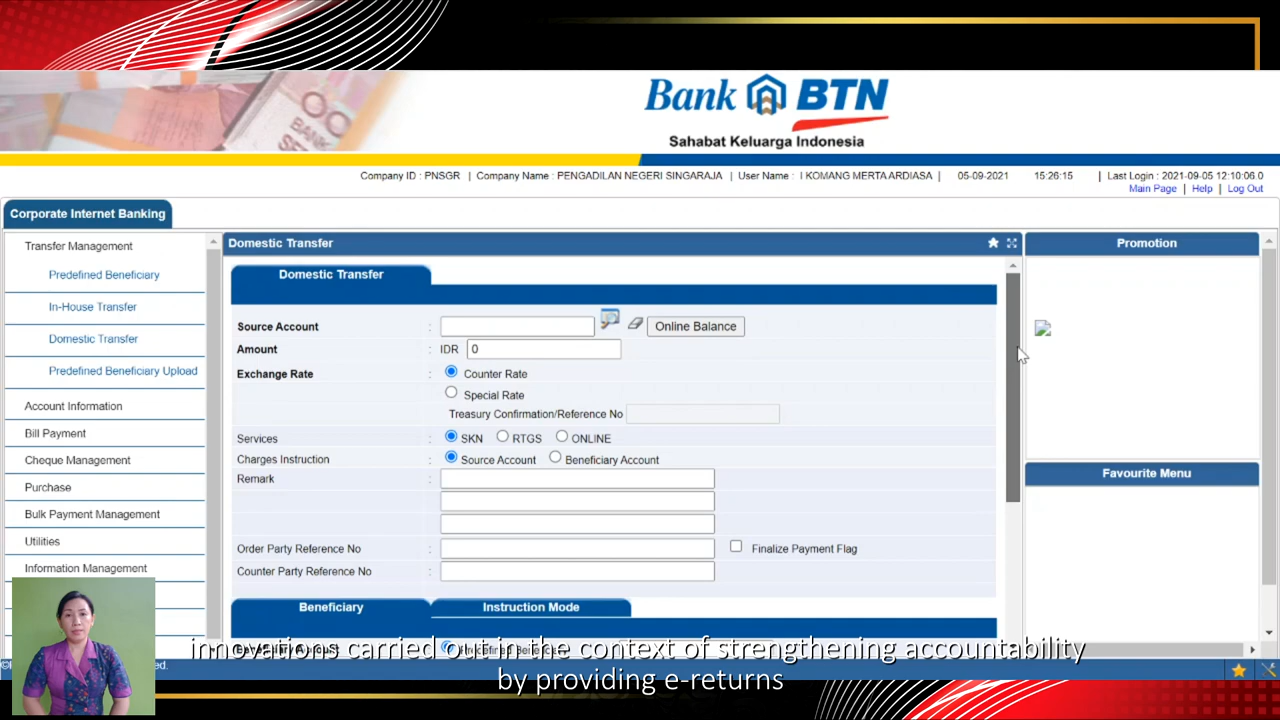 Bank BTN
Sahabat Keluarga Indonesia
Company ID : PNSGR | Company Name : PENGADILAN NEGERI SINGARAJA | User Name : I KOMANG MERTA ARDIASA | 05-09-2021 15:26:15 | Last Login : 2021-09-05 12:10:06.0
Main Page | Help | Log Out
Corporate Internet Banking
Transfer Management
Predefined Beneficiary
In-House Transfer
Domestic Transfer
Predefined Beneficiary Upload
Account Information
Bill Payment
Cheque Management
Purchase
Bulk Payment Management
Utilities
Information Management
Domestic Transfer
Domestic Transfer
Source Account : Online Balance
Amount : IDR 0
Exchange Rate : Counter Rate
Special Rate
Treasury Confirmation/Reference No
Services : SKN RTGS ONLINE
Charges Instruction : Source Account Beneficiary Account
Remark :
Order Party Reference No : Finalize Payment Flag
Counter Party Reference No :
Beneficiary Instruction Mode
Promotion
Favourite Menu
innovations carried out in the context of strengthening accountability
by providing e-returns